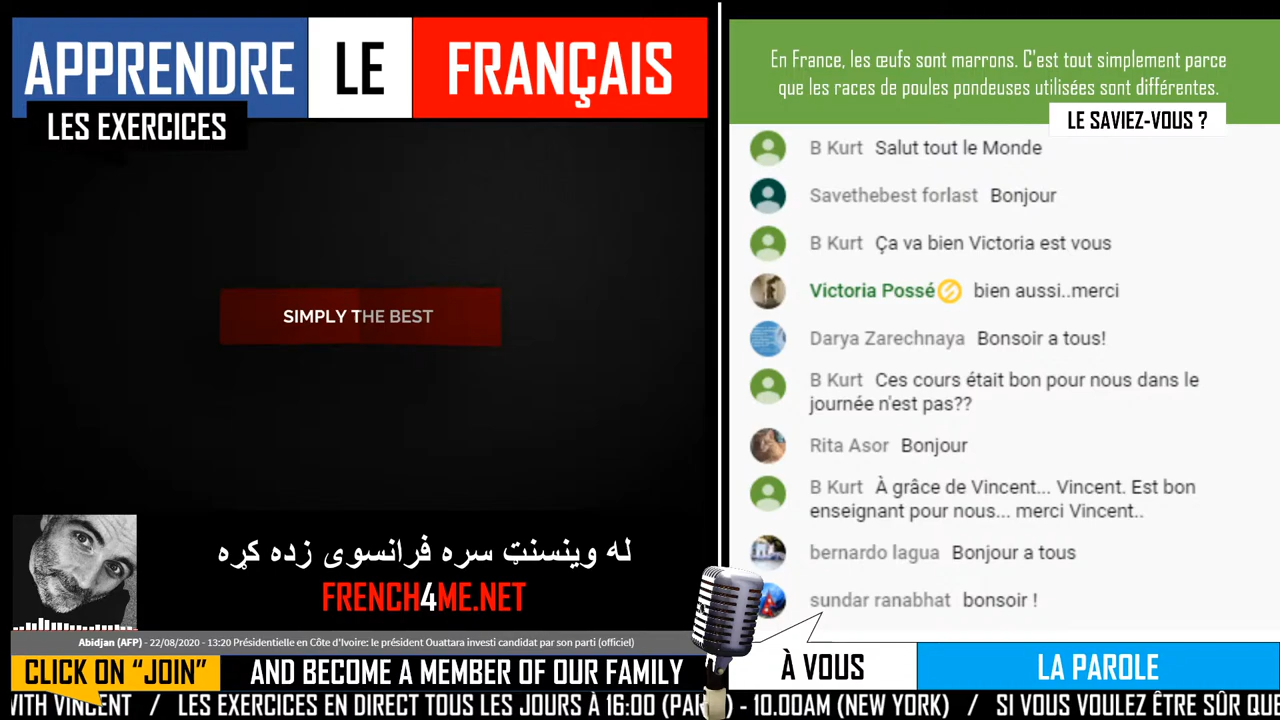 APPRENDRE LE FRANÇAIS
LES EXERCICES
SIMPLY THE BEST
له وینسنټ سره فرانسوی زده کړه
FRENCH4ME.NET
Abidjan (AFP) - 22/08/2020 - 13:20 Présidentielle en Côte d'Ivoire: le président Ouattara investi candidat par son parti (officiel)
CLICK ON “JOIN” AND BECOME A MEMBER OF OUR FAMILY
En France, les œufs sont marrons. C'est tout simplement parce
que les races de poules pondeuses utilisées sont différentes.
LE SAVIEZ-VOUS ?
B Kurt Salut tout le Monde
Savethebest forlast Bonjour
B Kurt Ça va bien Victoria est vous
Victoria Possé bien aussi..merci
Darya Zarechnaya Bonsoir a tous!
B Kurt Ces cours était bon pour nous dans le
journée n'est pas??
Rita Asor Bonjour
B Kurt À grâce de Vincent... Vincent. Est bon
enseignant pour nous... merci Vincent..
bernardo lagua Bonjour a tous
sundar ranabhat bonsoir !
À VOUS LA PAROLE
WITH VINCENT / LES EXERCICES EN DIRECT TOUS LES JOURS À 16:00 (PAR) - 10.00AM (NEW YORK) / SI VOUS VOULEZ ÊTRE SÛR QUE